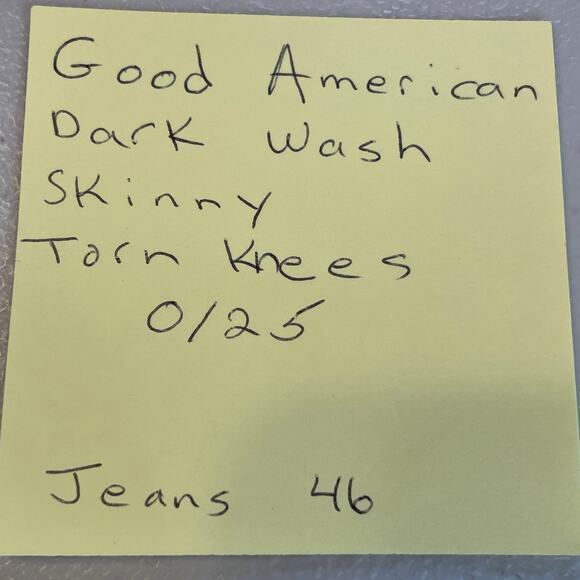 Good American
Dark Wash
Skinny
Torn Knees
0/25
Jeans 46